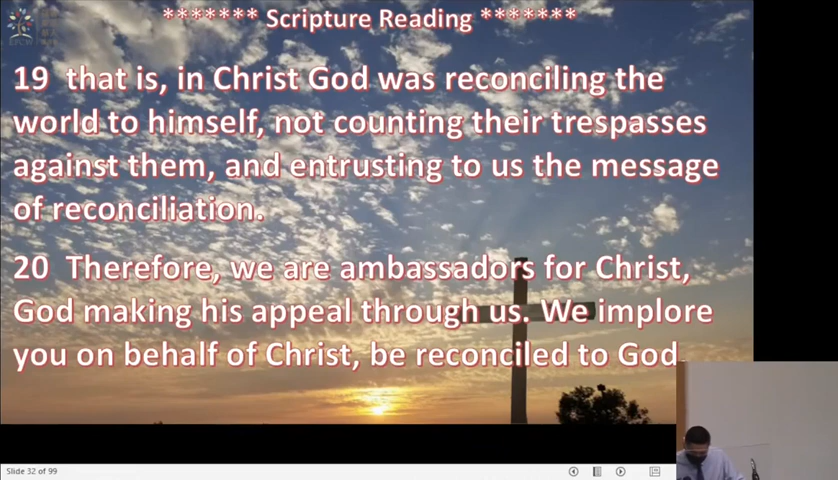 ******* Scripture Reading *******
19 that is, in Christ God was reconciling the
world to himself, not counting their trespasses
against them, and entrusting to us the message
of reconciliation.
20 Therefore, we are ambassadors for Christ,
God making his appeal through us. We implore
you on behalf of Christ, be reconciled to God
Slide 32 of 99